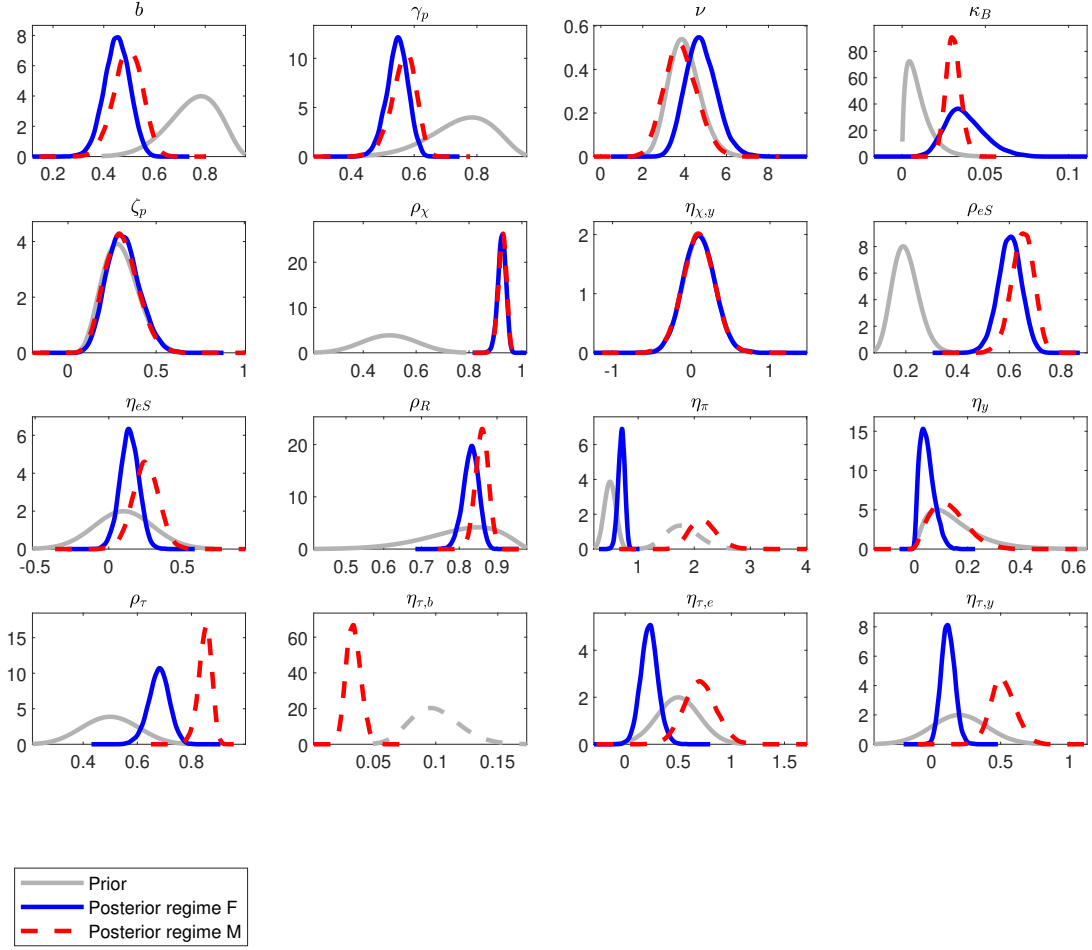 b γ_p ν κ_B
8 6 4 2 0 0.2 0.4 0.6 0.8
10 5 0 0.4 0.6 0.8
0.6 0.4 0.2 0 0 2 4 6 8
80 60 40 20 0 0 0.05 0.1
ζ_p ρ_χ η_{χ,y} ρ_{eS}
4 2 0 0 0.5 1
20 10 0 0.4 0.6 0.8 1
2 1 0 -1 0 1
8 6 4 2 0 0.2 0.4 0.6 0.8
η_{eS} ρ_R η_π η_y
6 4 2 0 -0.5 0 0.5
20 10 0 0.5 0.6 0.7 0.8 0.9
6 4 2 0 1 2 3 4
15 10 5 0 0 0.2 0.4 0.6
ρ_τ η_{τ,b} η_{τ,e} η_{τ,y}
15 10 5 0 0.4 0.6 0.8
60 40 20 0 0.05 0.1 0.15
4 2 0 0 0.5 1 1.5
8 6 4 2 0 0 0.5 1
Prior
Posterior regime F
Posterior regime M